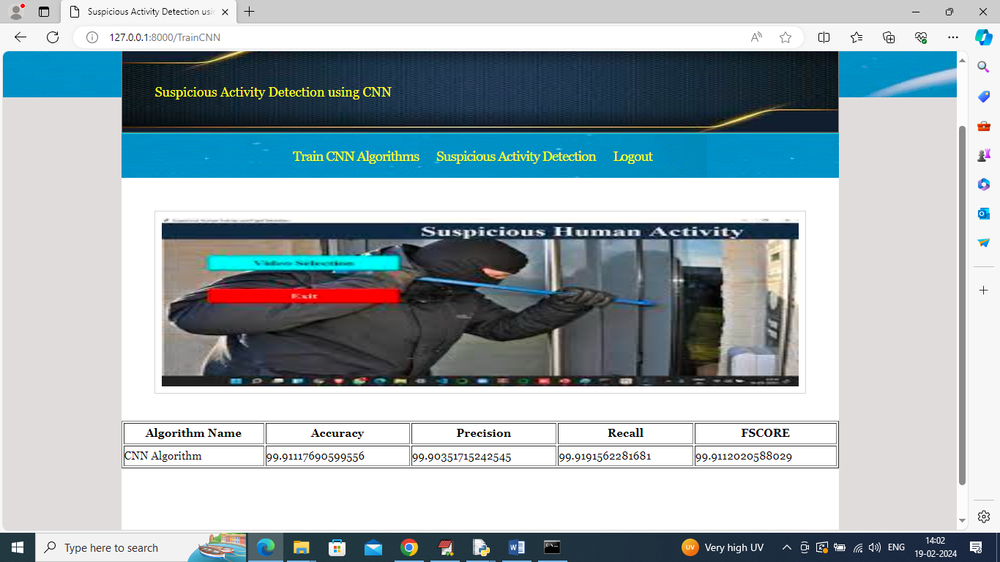 Suspicious Activity Detection usi
127.0.0.1:8000/TrainCNN
Suspicious Activity Detection using CNN
Train CNN Algorithms Suspicious Activity Detection Logout
Suspicious Human Activity
Video Selection
Exit
Algorithm Name Accuracy Precision Recall FSCORE
CNN Algorithm 99.91117690599556 99.90351715242545 99.9191562281681 99.9112020588029
Type here to search
UV Very high UV ENG 14:02
19-02-2024